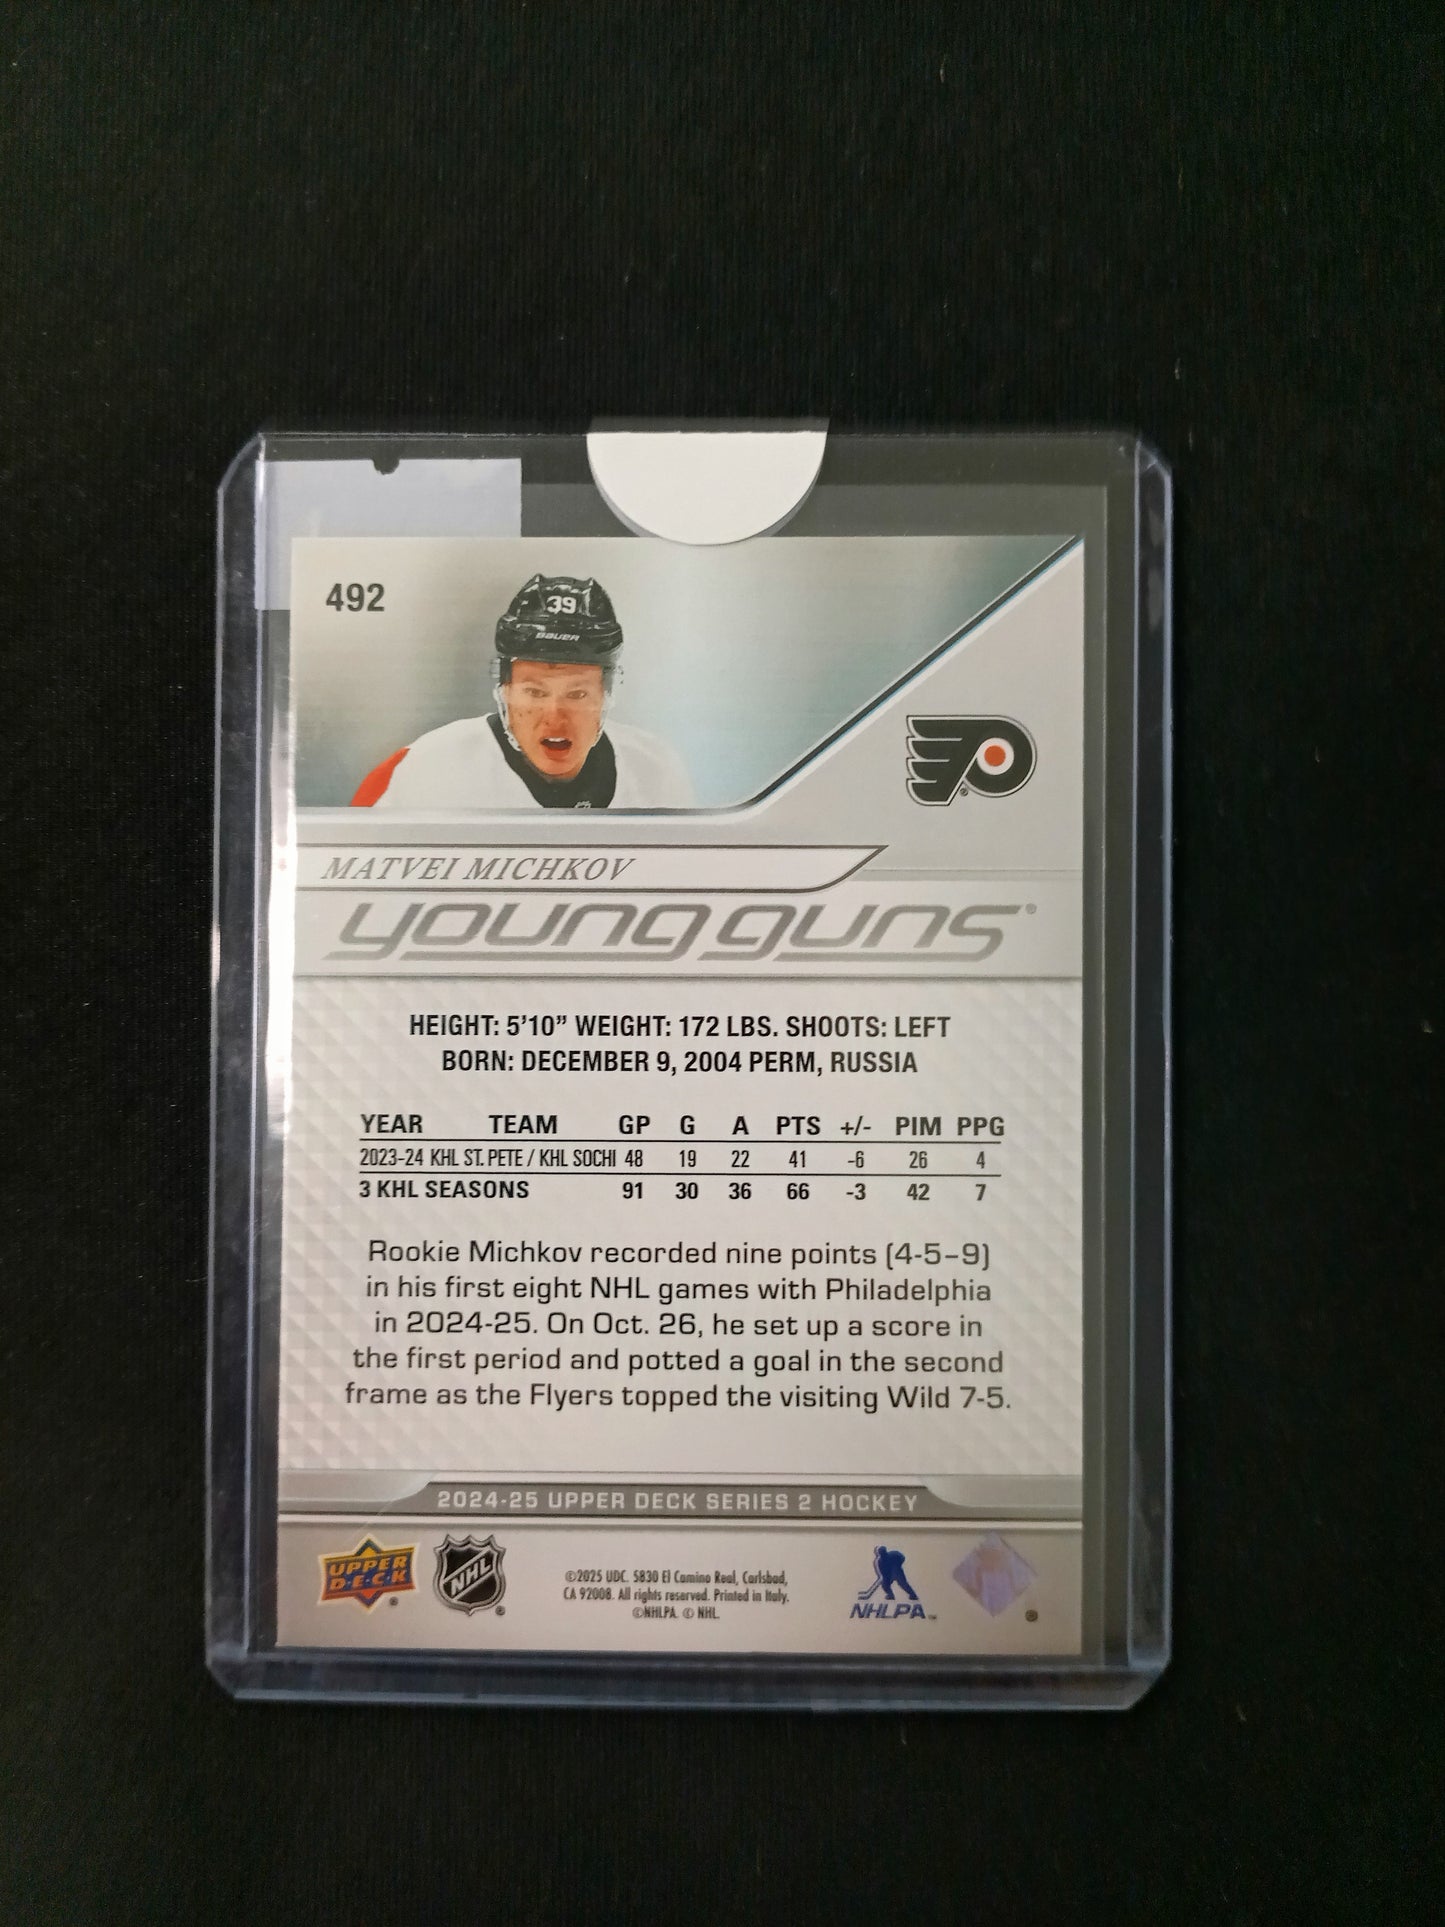 492
39
BAUER
MATVEI MICHKOV
young guns®
HEIGHT: 5'10” WEIGHT: 172 LBS. SHOOTS: LEFT
BORN: DECEMBER 9, 2004 PERM, RUSSIA
YEAR TEAM GP G A PTS +/- PIM PPG
2023-24 KHL ST. PETE / KHL SOCHI 48 19 22 41 -6 26 4
3 KHL SEASONS 91 30 36 66 -3 42 7
Rookie Michkov recorded nine points (4-5–9)
in his first eight NHL games with Philadelphia
in 2024-25. On Oct. 26, he set up a score in
the first period and potted a goal in the second
frame as the Flyers topped the visiting Wild 7-5.
2024-25 UPPER DECK SERIES 2 HOCKEY
UPPER
D·E·C·K
®
NHL
®
©2025 UDC. 5830 El Camino Real, Carlsbad,
CA 92008. All rights reserved. Printed in Italy.
©NHLPA. © NHL.
NHLPA™
®